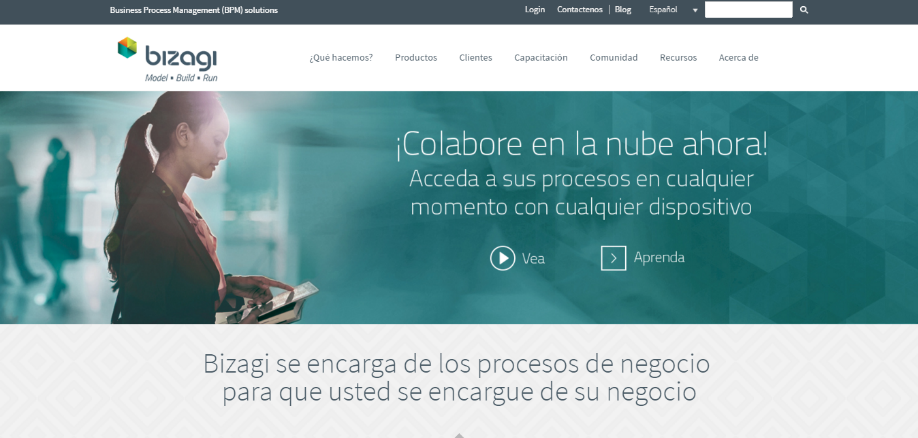 Business Process Management (BPM) solutions
Login Contactenos | Blog Español
bizagi
Model • Build • Run
¿Qué hacemos? Productos Clientes Capacitación Comunidad Recursos Acerca de
¡Colabore en la nube ahora!
Acceda a sus procesos en cualquier
momento con cualquier dispositivo
Vea Aprenda
Bizagi se encarga de los procesos de negocio
para que usted se encargue de su negocio